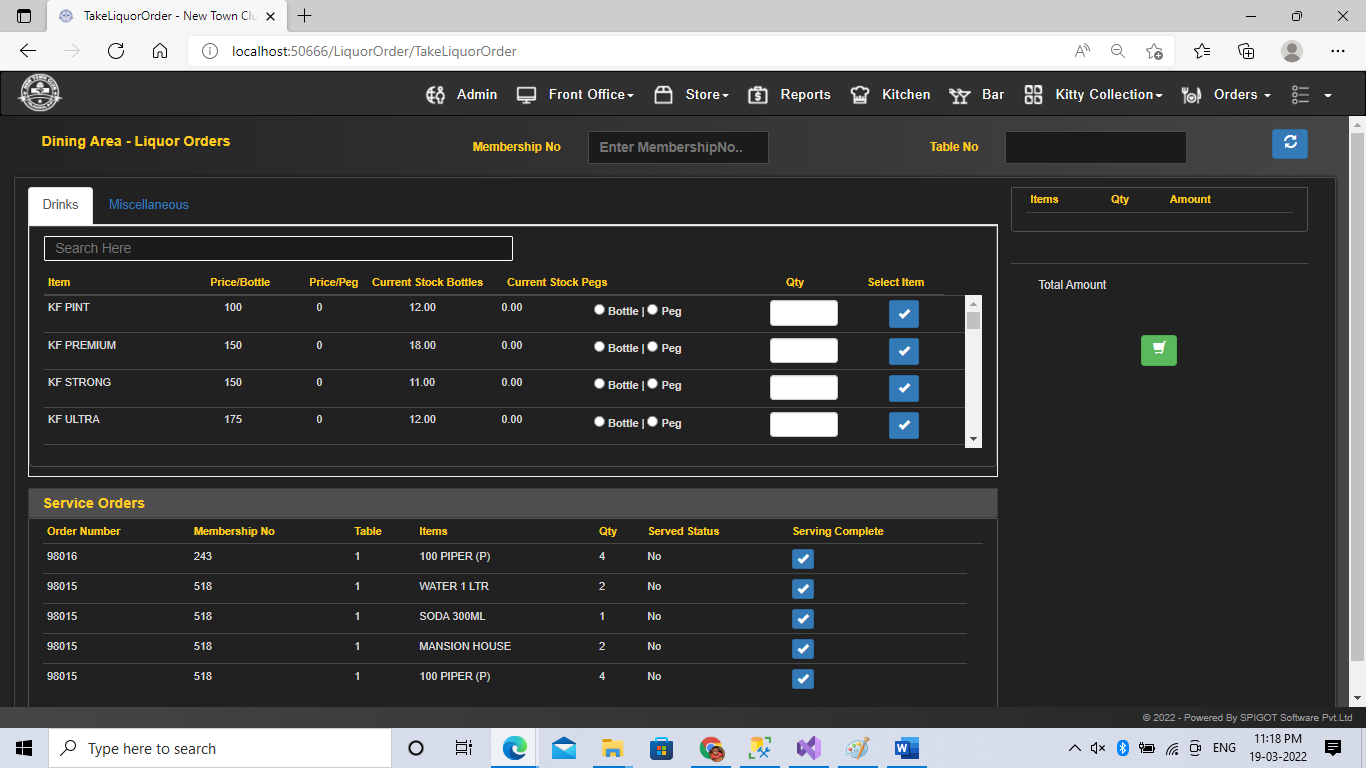 TakeLiquorOrder - New Town Clu
localhost:50666/LiquorOrder/TakeLiquorOrder
Admin Front Office Store Reports Kitchen Bar Kitty Collection Orders
Dining Area - Liquor Orders Membership No Enter MembershipNo.. Table No
Drinks Miscellaneous
Items Qty Amount
Search Here
Item Price/Bottle Price/Peg Current Stock Bottles Current Stock Pegs Qty Select Item
Total Amount
KF PINT 100 0 12.00 0.00 Bottle | Peg
KF PREMIUM 150 0 18.00 0.00 Bottle | Peg
KF STRONG 150 0 11.00 0.00 Bottle | Peg
KF ULTRA 175 0 12.00 0.00 Bottle | Peg
Service Orders
Order Number Membership No Table Items Qty Served Status Serving Complete
98016 243 1 100 PIPER (P) 4 No
98015 518 1 WATER 1 LTR 2 No
98015 518 1 SODA 300ML 1 No
98015 518 1 MANSION HOUSE 2 No
98015 518 1 100 PIPER (P) 4 No
© 2022 - Powered By SPIGOT Software Pvt.Ltd
Type here to search
ENG
11:18 PM
19-03-2022